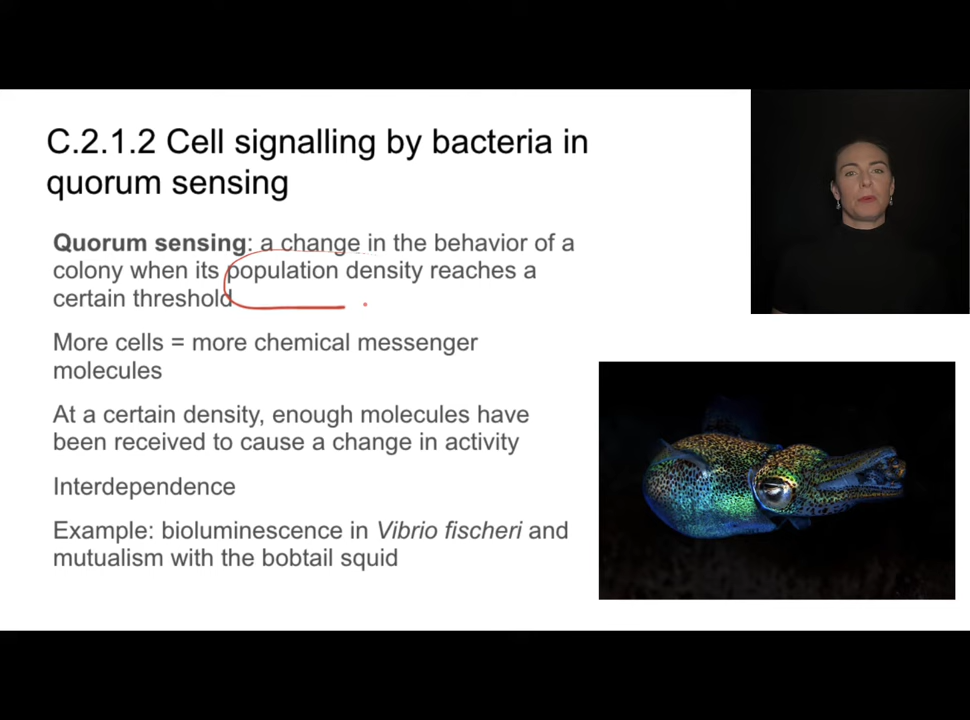 C.2.1.2 Cell signalling by bacteria in
quorum sensing
Quorum sensing: a change in the behavior of a
colony when its population density reaches a
certain threshold
More cells = more chemical messenger
molecules
At a certain density, enough molecules have
been received to cause a change in activity
Interdependence
Example: bioluminescence in Vibrio fischeri and
mutualism with the bobtail squid